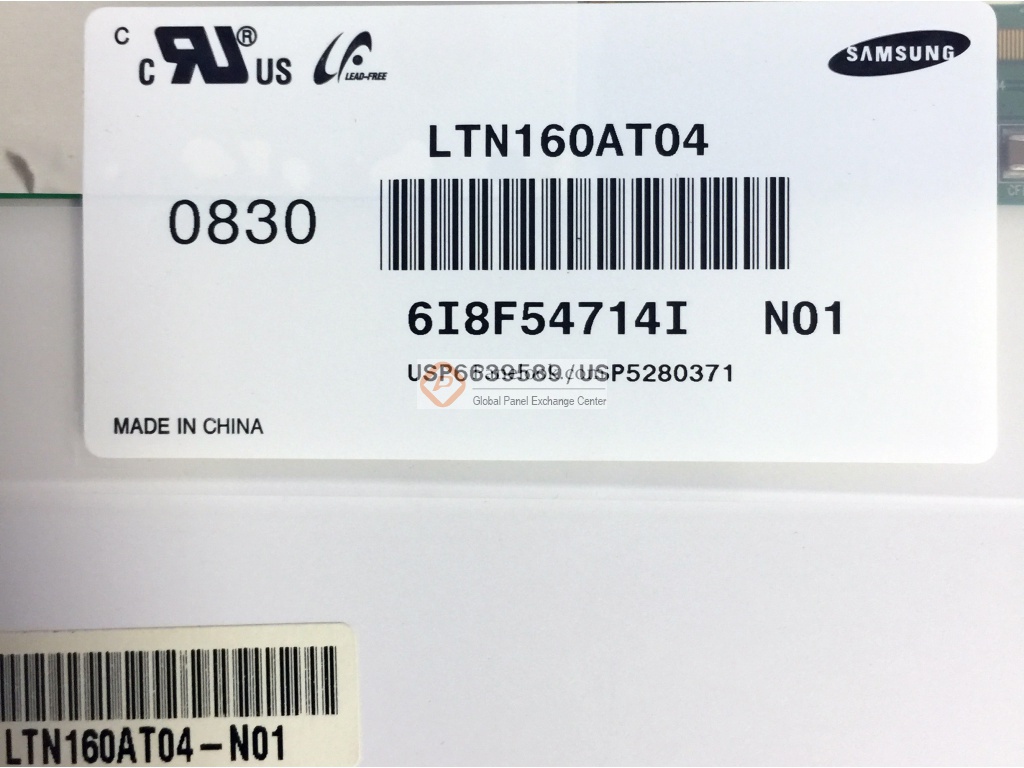 C
C UR ® US
LEAD-FREE
SAMSUNG
LTN160AT04
0830
6I8F54714I N01
USP6639589/USP5280371
Global Panel Exchange Center
MADE IN CHINA
LTN160AT04-N01